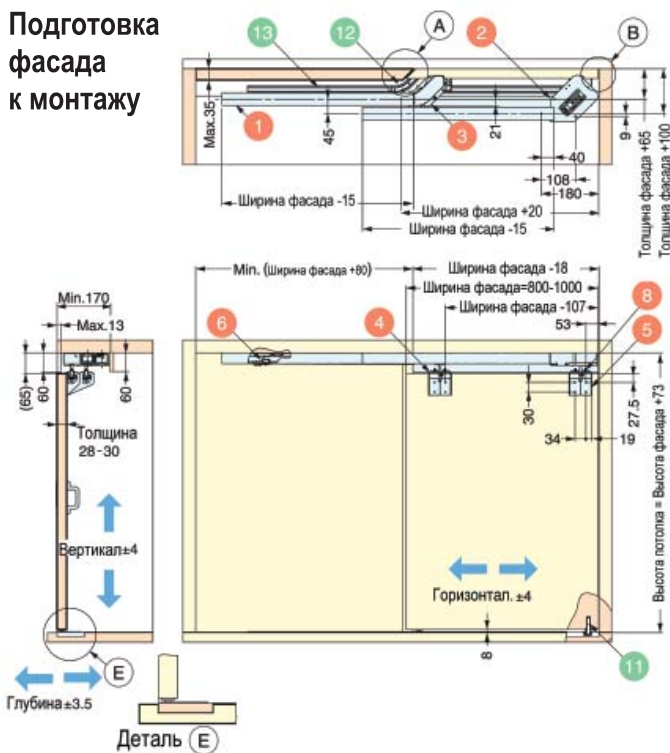 Подготовка
фасада
к монтажу
A
B
13
12
2
1
3
Max.35
45
21
9
40
108
180
Толщина фасада +65
Толщина фасада +100
Ширина фасада -15
Ширина фасада +20
Ширина фасада -15
Min. (Ширина фасада +80)
Ширина фасада -18
Ширина фасада=800-1000
Ширина фасада -107
53
8
6
4
5
Min.170
Max.13
(65)
60
60
30
27.5
34
19
Толщина
28-30
Вертикал±4
Горизонтал. ±4
Высота потолка = Высота фасада +73
8
11
E
Глубина±3.5
Деталь E